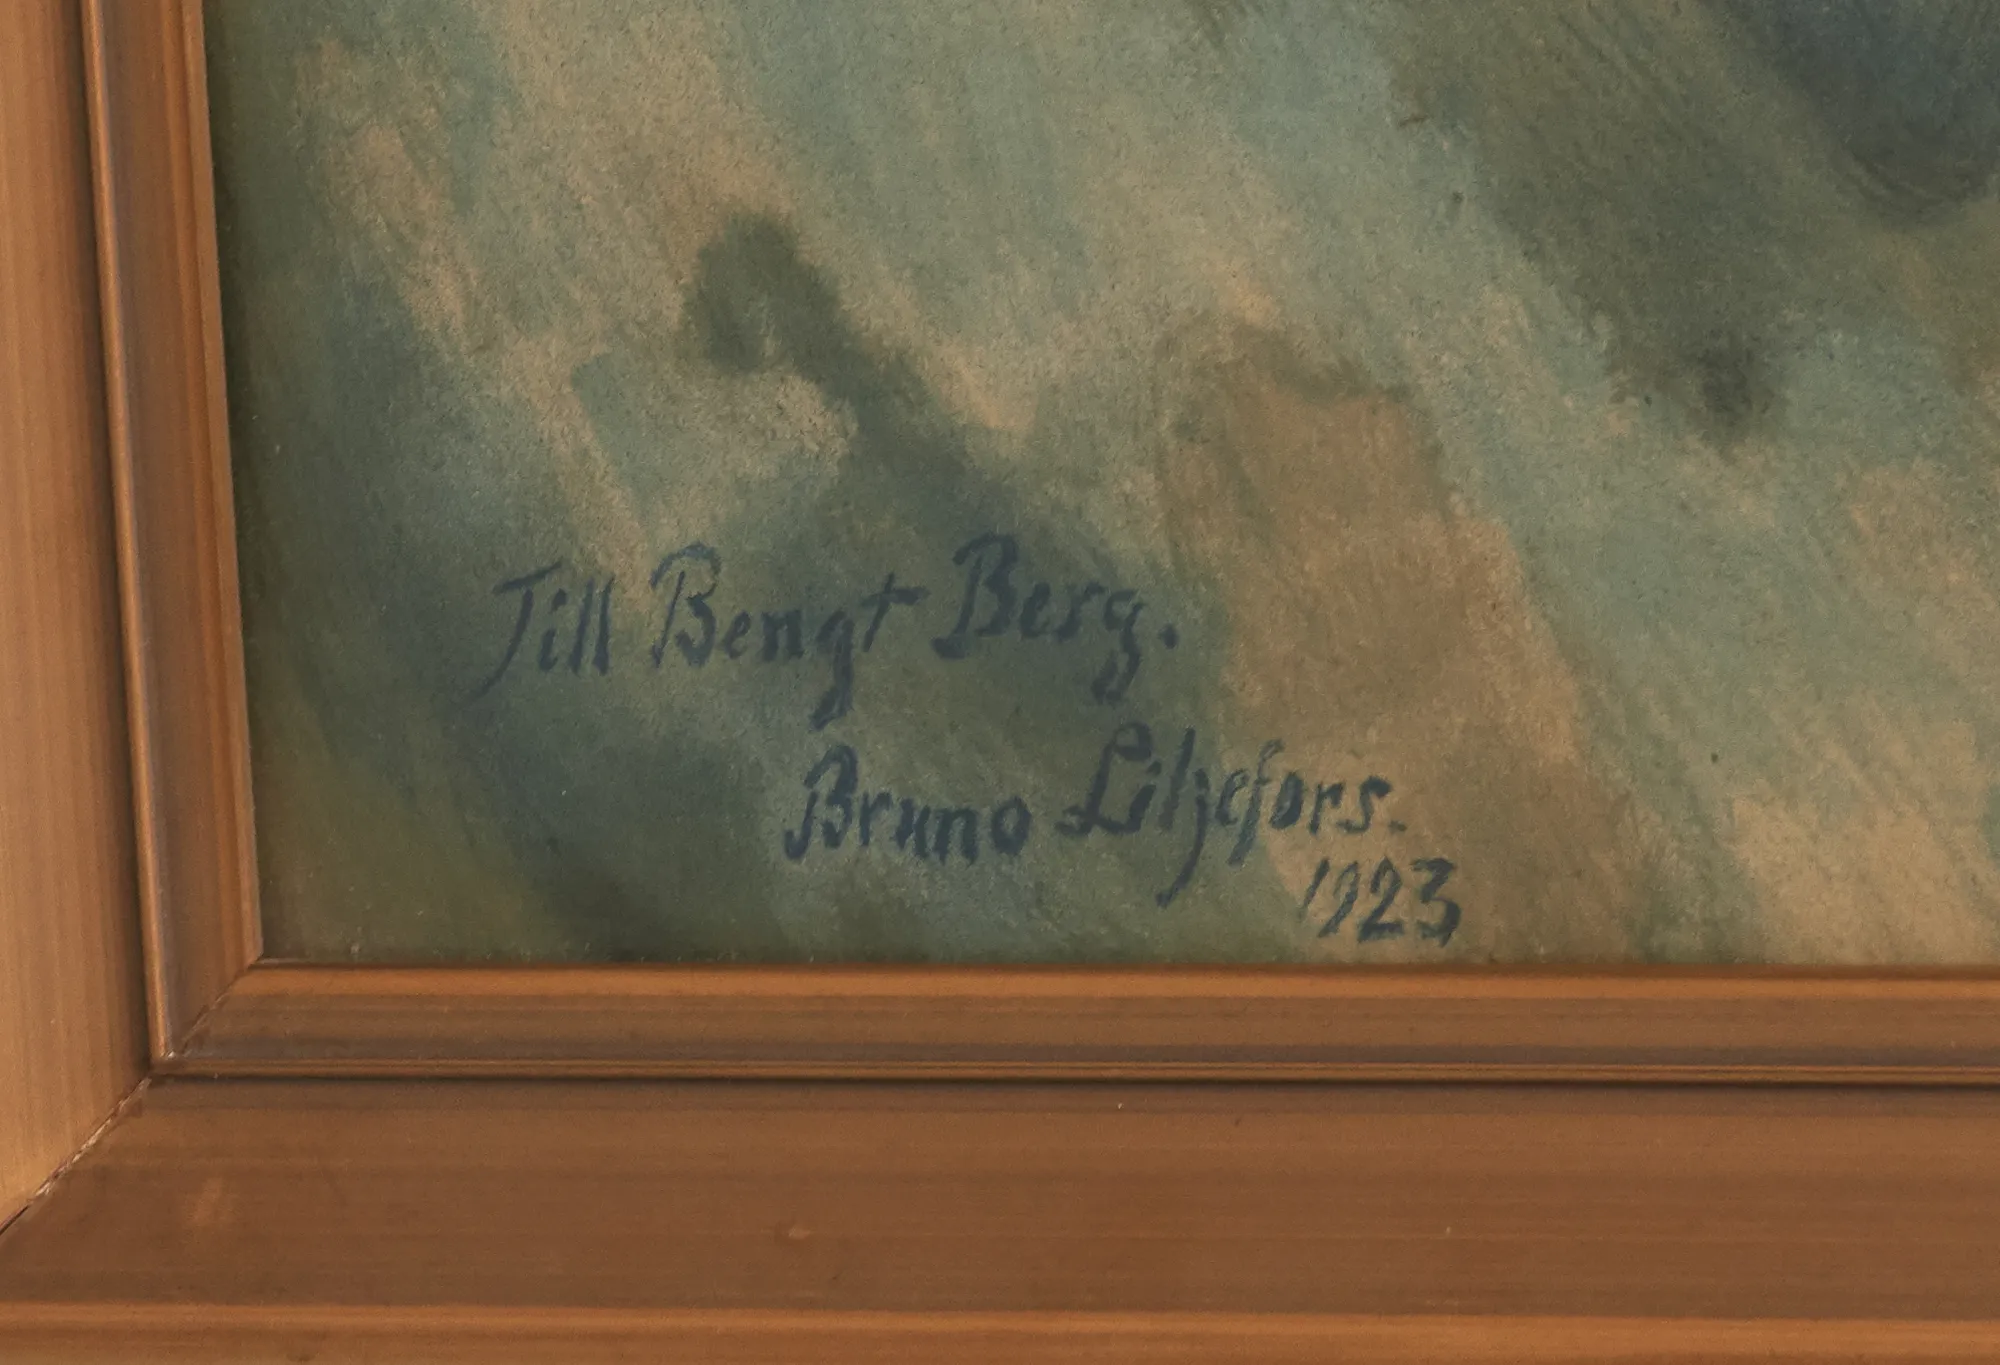 Till Bengt Berg.
Bruno Liljefors.
1923